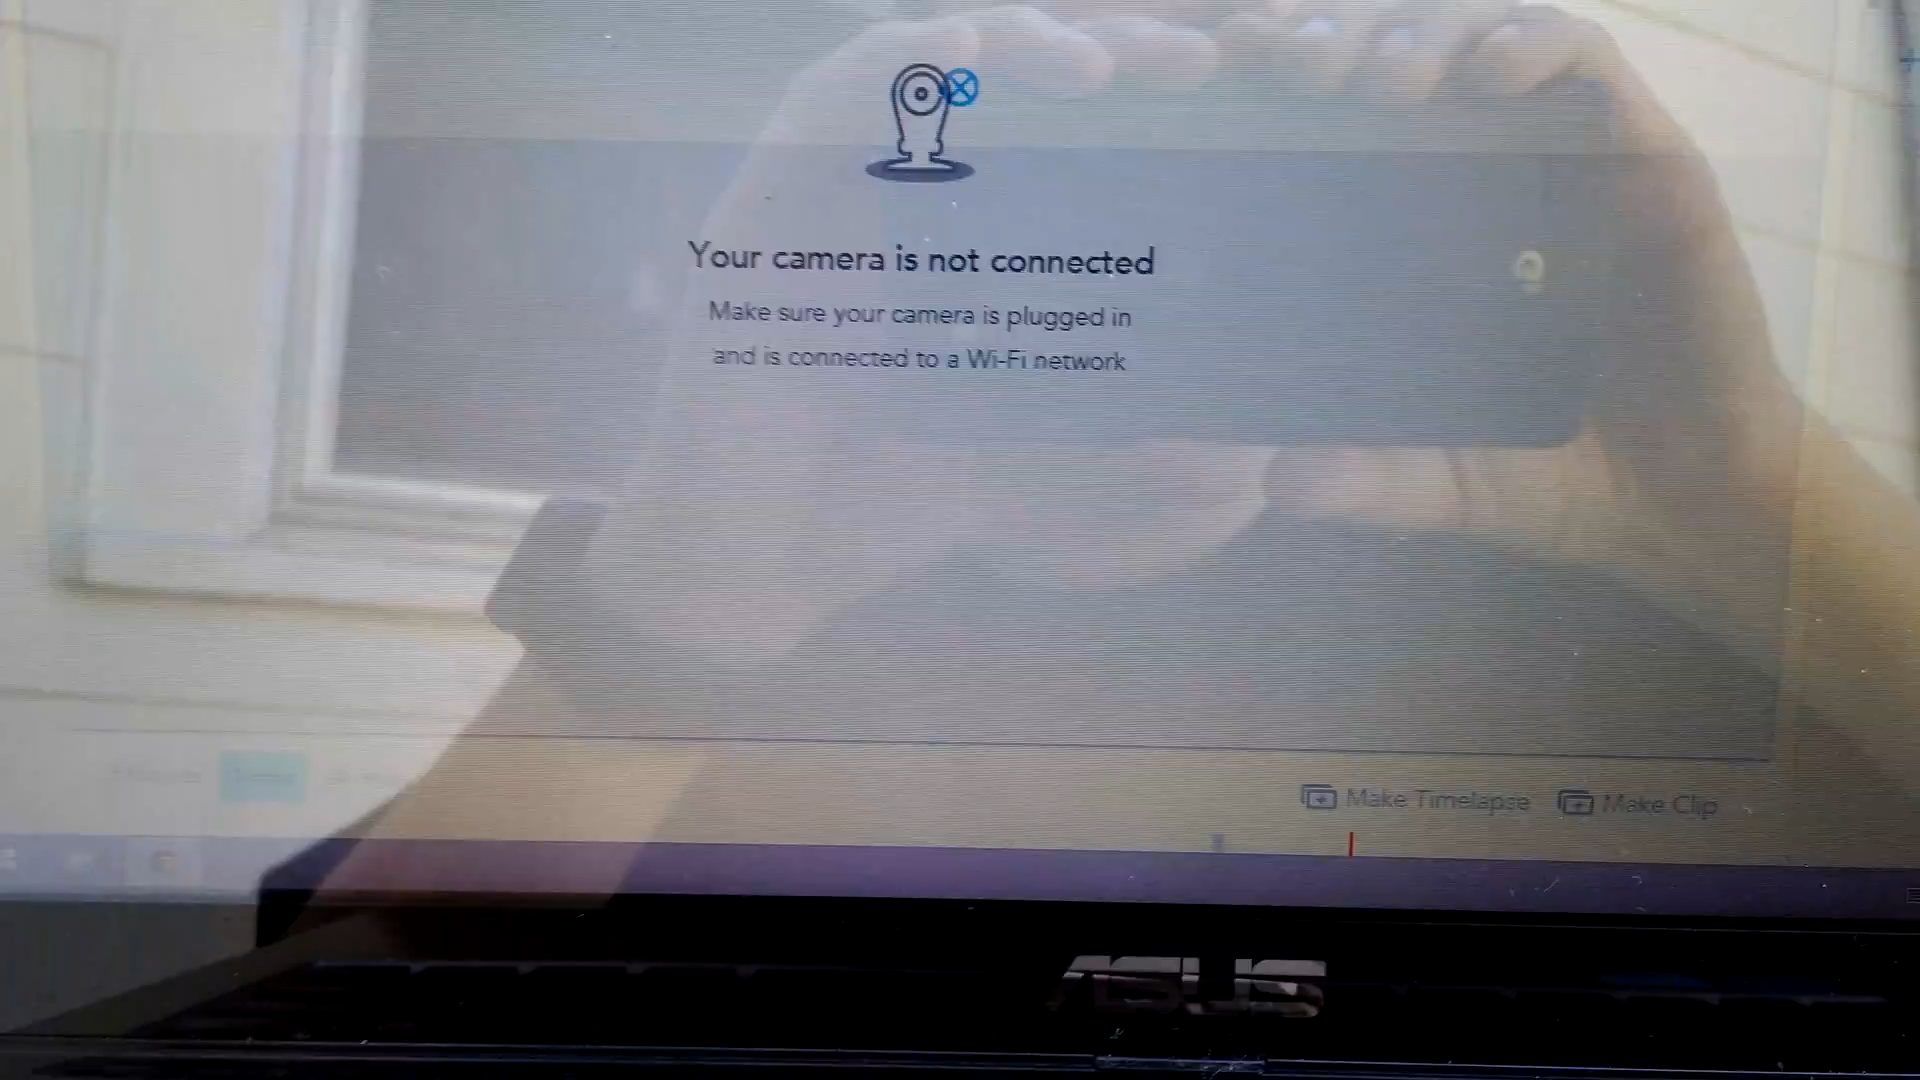 Your camera is not connected
Make sure your camera is plugged in
and is connected to a Wi-Fi network
Make Timelapse
Make Clip
ASUS